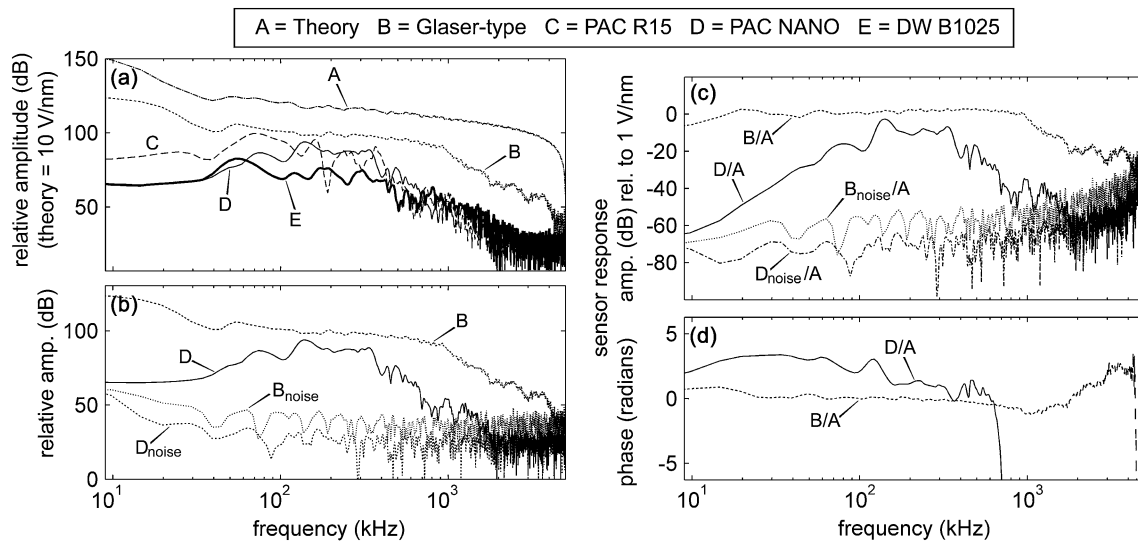 A = Theory B = Glaser-type C = PAC R15 D = PAC NANO E = DW B1025
(a)
relative amplitude (dB)
(theory = 10 V/nm)
150
100
50
A
B
C
D
E
(b)
relative amp. (dB)
100
50
0
B
D
Bnoise
Dnoise
10¹ 10² 10³
frequency (kHz)
(c)
sensor response
amp. (dB) rel. to 1 V/nm
0
-20
-40
-60
-80
B/A
D/A
Bnoise/A
Dnoise/A
(d)
phase (radians)
5
0
-5
D/A
B/A
10¹ 10² 10³
frequency (kHz)